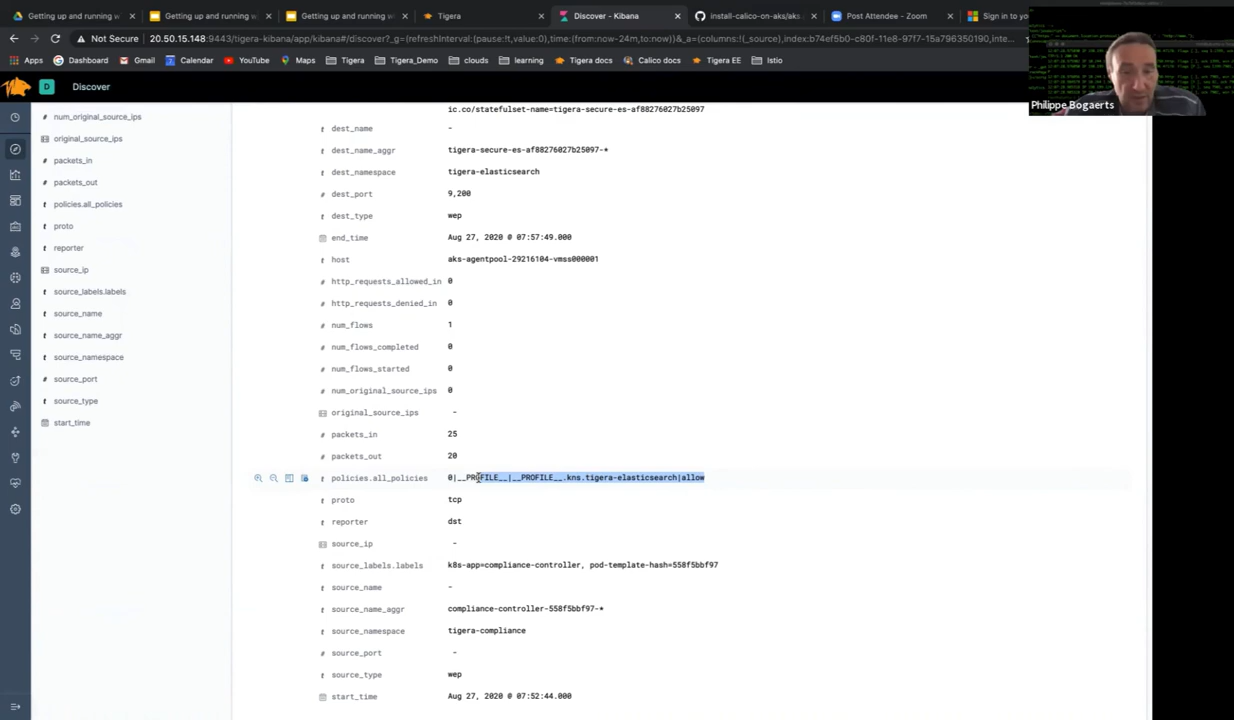 Getting up and running w
Getting up and running w
Getting up and running w
Tigera
Discover - Kibana
install-calico-on-aks/aks
Post Attendee - Zoom
Sign in to yo
Not Secure
20.50.15.148:9443/tigera-kibana/app/kibana#/discover?_g=(refreshInterval:(pause:!f,value:0),time:(from:now-24m,to:now))&_a=(columns:!(_source),index:b74ef5b0-c80f-11e8-97f7-15a796350190,inte...
Apps
Dashboard
Gmail
Calendar
YouTube
Maps
Tigera
Tigera_Demo
clouds
learning
Tigera docs
Calico docs
Tigera EE
Istio
Philippe Bogaerts
D
Discover
num_original_source_ips
original_source_ips
packets_in
packets_out
policies.all_policies
proto
reporter
source_ip
source_labels.labels
source_name
source_name_aggr
source_namespace
source_port
source_type
start_time
ic.co/statefulset-name=tigera-secure-es-af88276027b25097
t dest_name -
t dest_name_aggr tigera-secure-es-af88276027b25097-*
t dest_namespace tigera-elasticsearch
# dest_port 9,200
t dest_type wep
end_time Aug 27, 2020 @ 07:57:49.000
t host aks-agentpool-29216104-vmss000001
# http_requests_allowed_in 0
# http_requests_denied_in 0
# num_flows 1
# num_flows_completed 0
# num_flows_started 0
# num_original_source_ips 0
original_source_ips -
# packets_in 25
# packets_out 20
t policies.all_policies 0|__PROFILE__|__PROFILE__.kns.tigera-elasticsearch|allow
t proto tcp
t reporter dst
source_ip -
t source_labels.labels k8s-app=compliance-controller, pod-template-hash=558f5bbf97
t source_name -
t source_name_aggr compliance-controller-558f5bbf97-*
t source_namespace tigera-compliance
# source_port -
t source_type wep
start_time Aug 27, 2020 @ 07:52:44.000